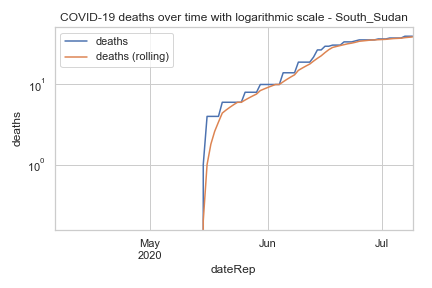 COVID-19 deaths over time with logarithmic scale - South_Sudan
deaths
deaths (rolling)
10¹
10⁰
deaths
May
2020
Jun
Jul
dateRep